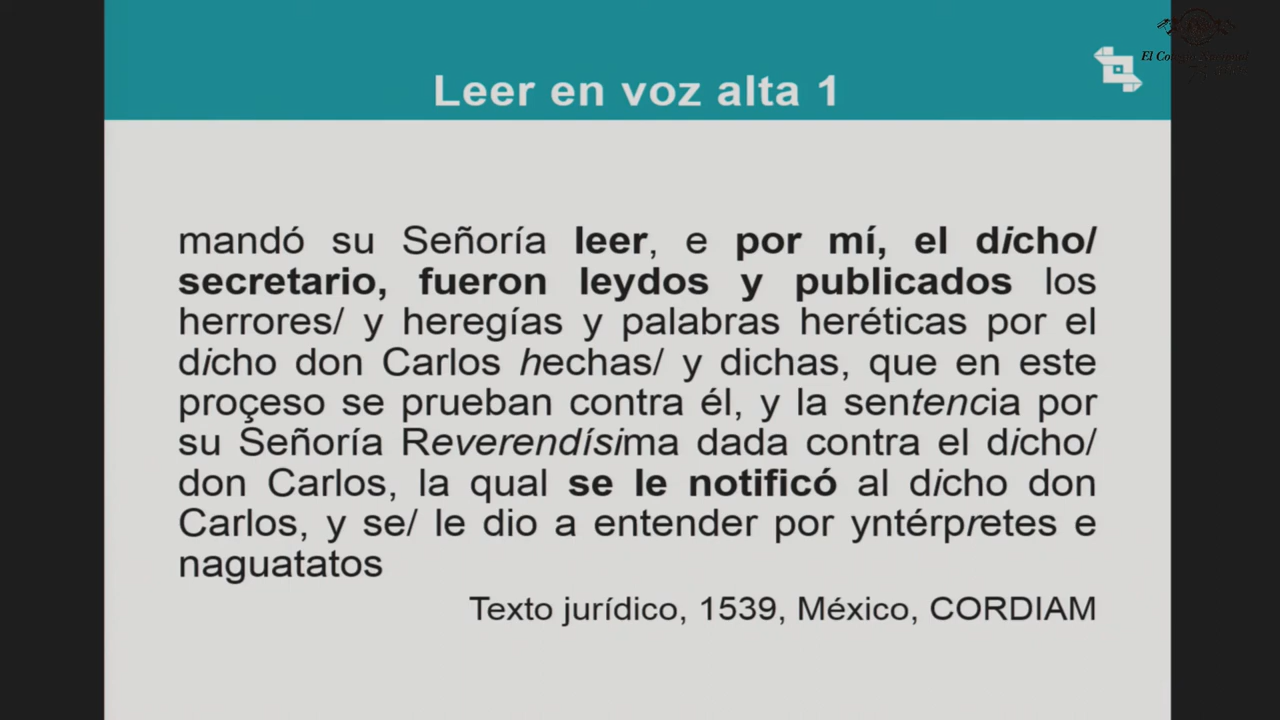 El Colegio Nacional
Leer en voz alta 1
mandó su Señoría leer, e por mí, el dicho/
secretario, fueron leydos y publicados los
herrores/ y heregías y palabras heréticas por el
dicho don Carlos hechas/ y dichas, que en este
proçeso se prueban contra él, y la sentencia por
su Señoría Reverendísima dada contra el dicho/
don Carlos, la qual se le notificó al dicho don
Carlos, y se/ le dio a entender por yntérpretes e
naguatatos
Texto jurídico, 1539, México, CORDIAM